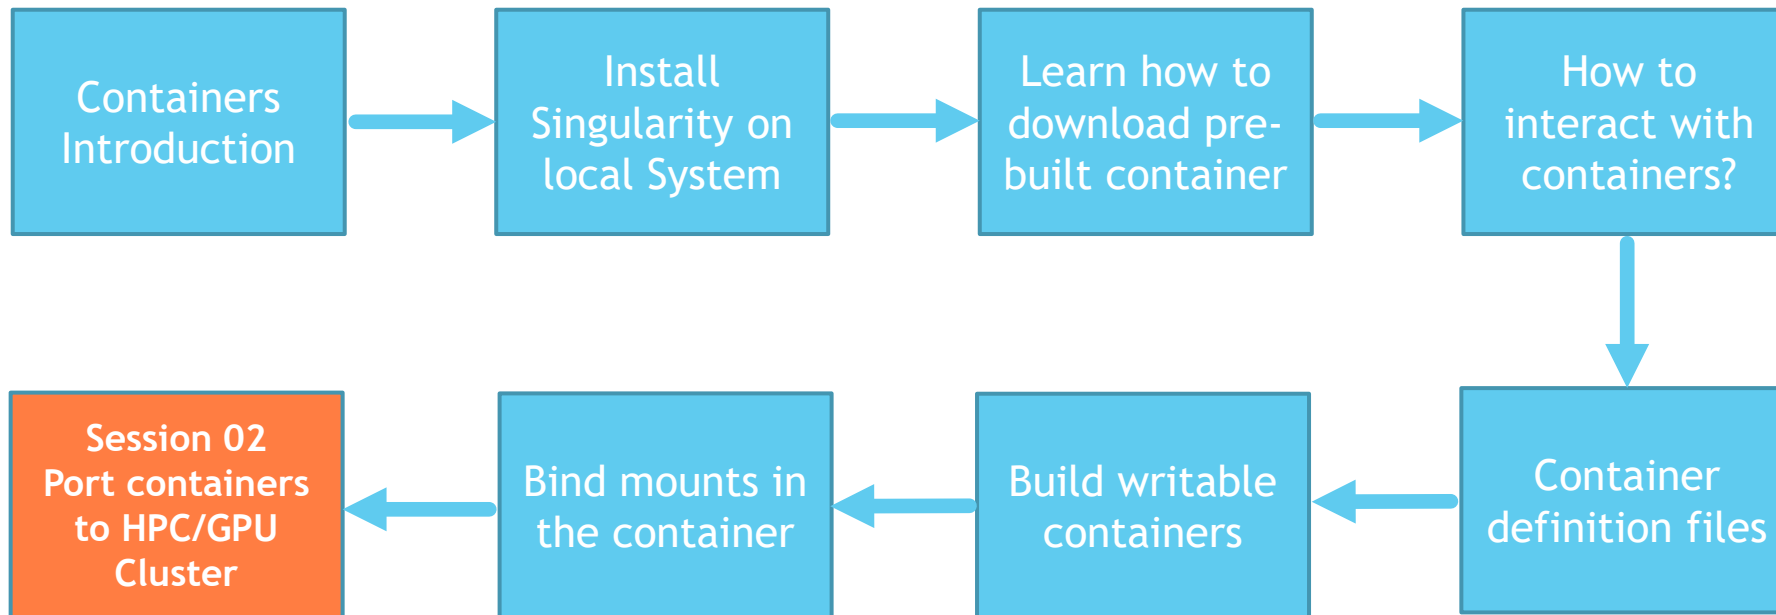 Containers
Introduction
Install
Singularity on
local System
Learn how to
download pre-
built container
How to
interact with
containers?
Container
definition files
Build writable
containers
Bind mounts in
the container
Session 02
Port containers
to HPC/GPU
Cluster